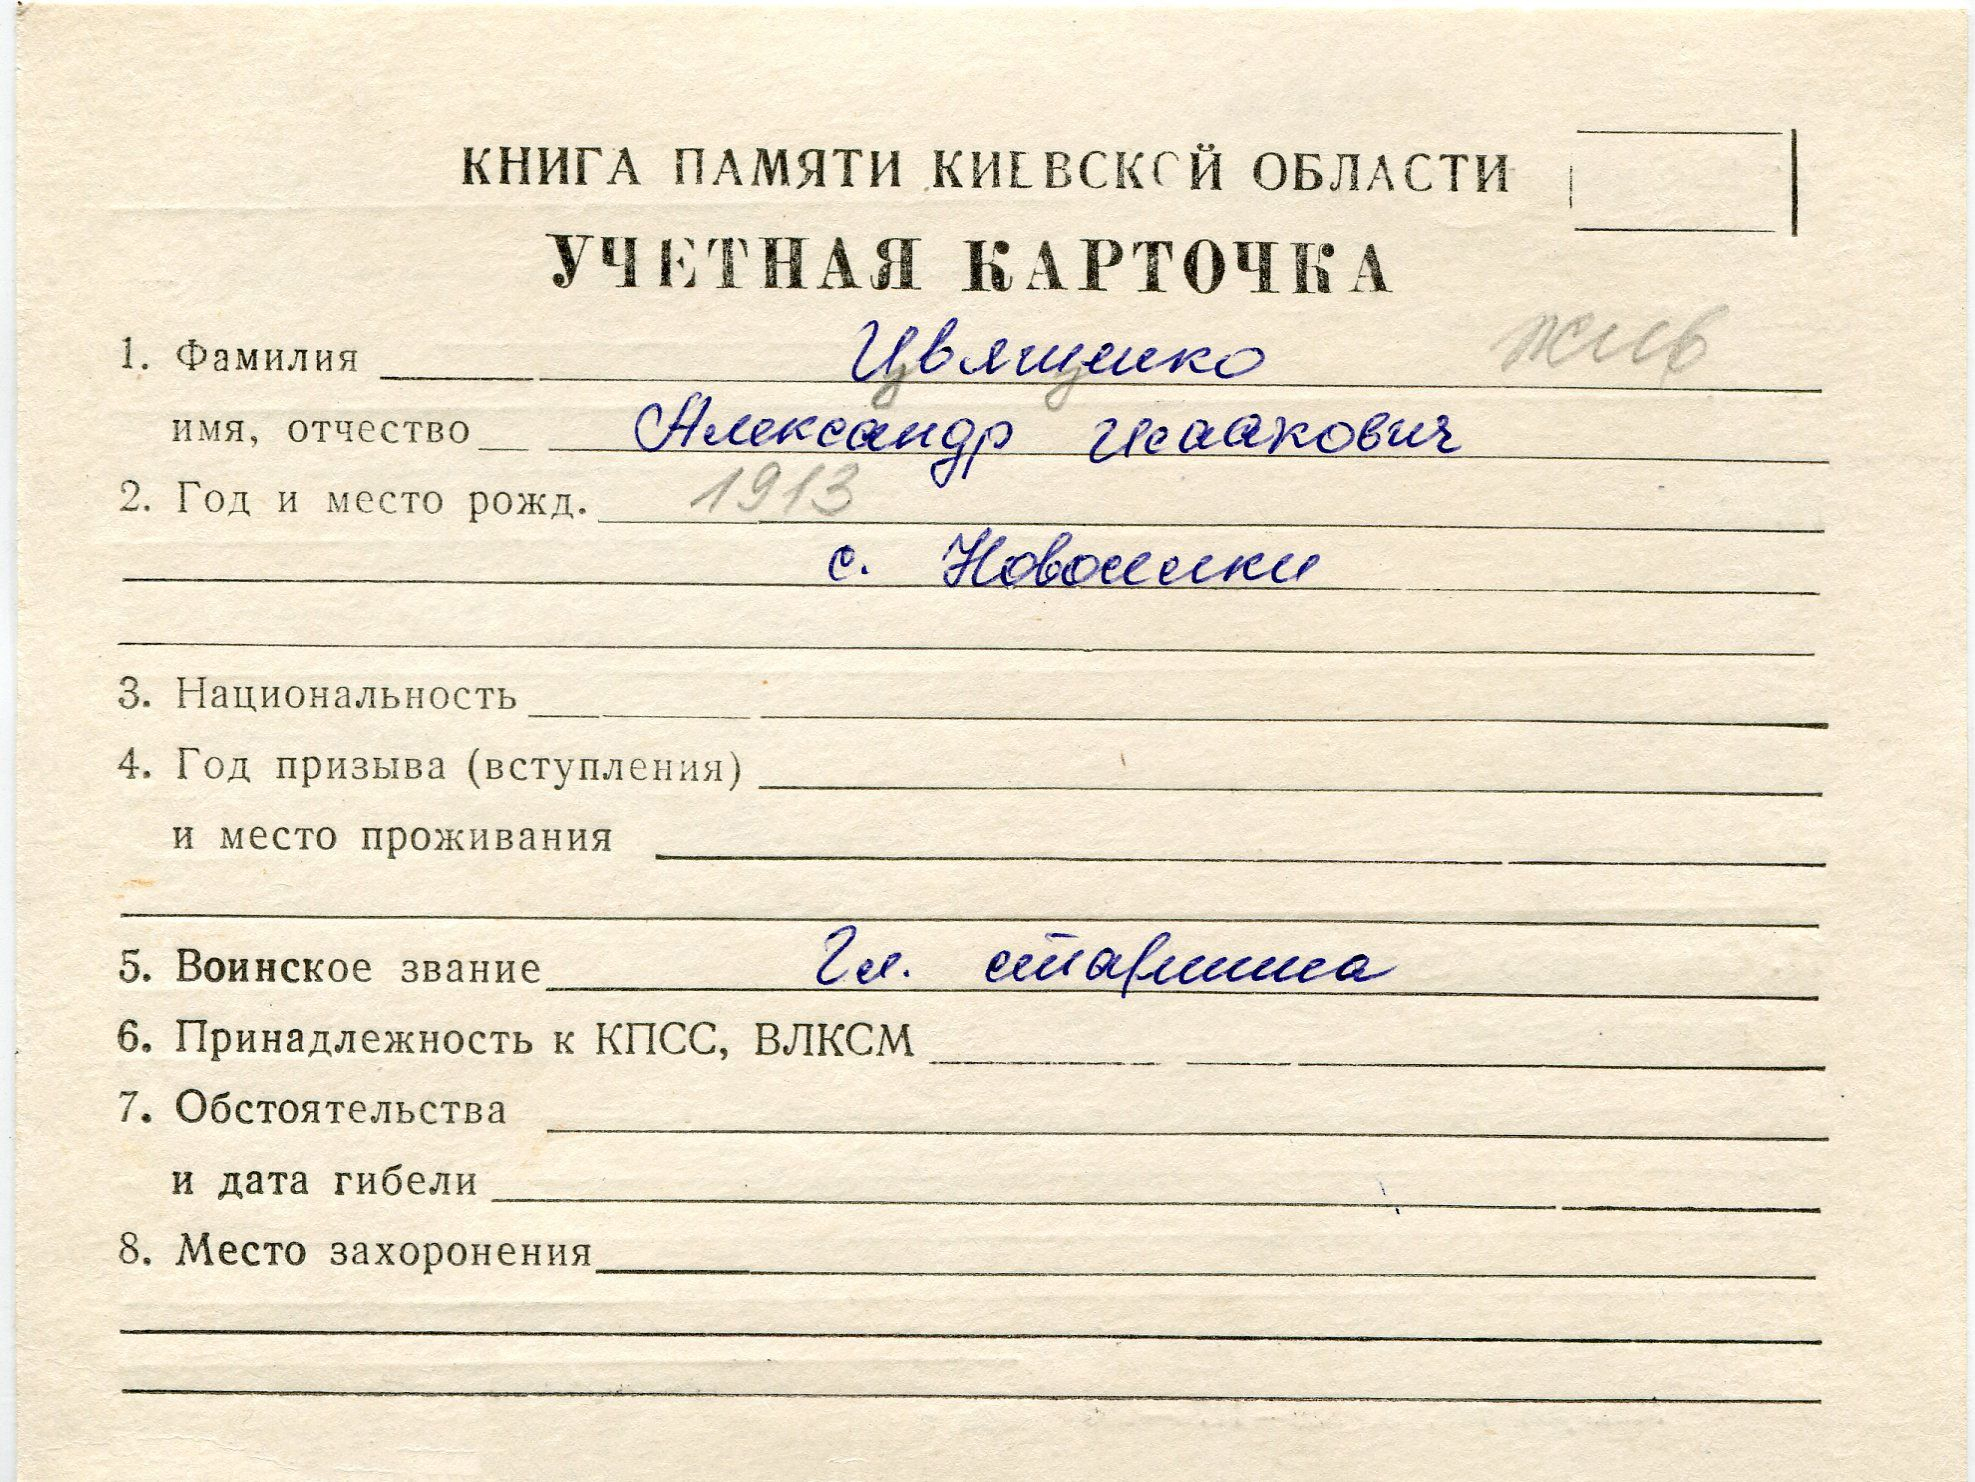 КНИГА ПАМЯТИ КИЕВСКОЙ ОБЛАСТИ
УЧЕТНАЯ КАРТОЧКА
1. Фамилия Цвященко жив
имя, отчество Александр Исаакович
2. Год и место рожд. 1913
с. Новоселки
3. Национальность
4. Год призыва (вступления)
и место проживания
5. Воинское звание Гл. старшина
6. Принадлежность к КПСС, ВЛКСМ
7. Обстоятельства
и дата гибели
8. Место захоронения